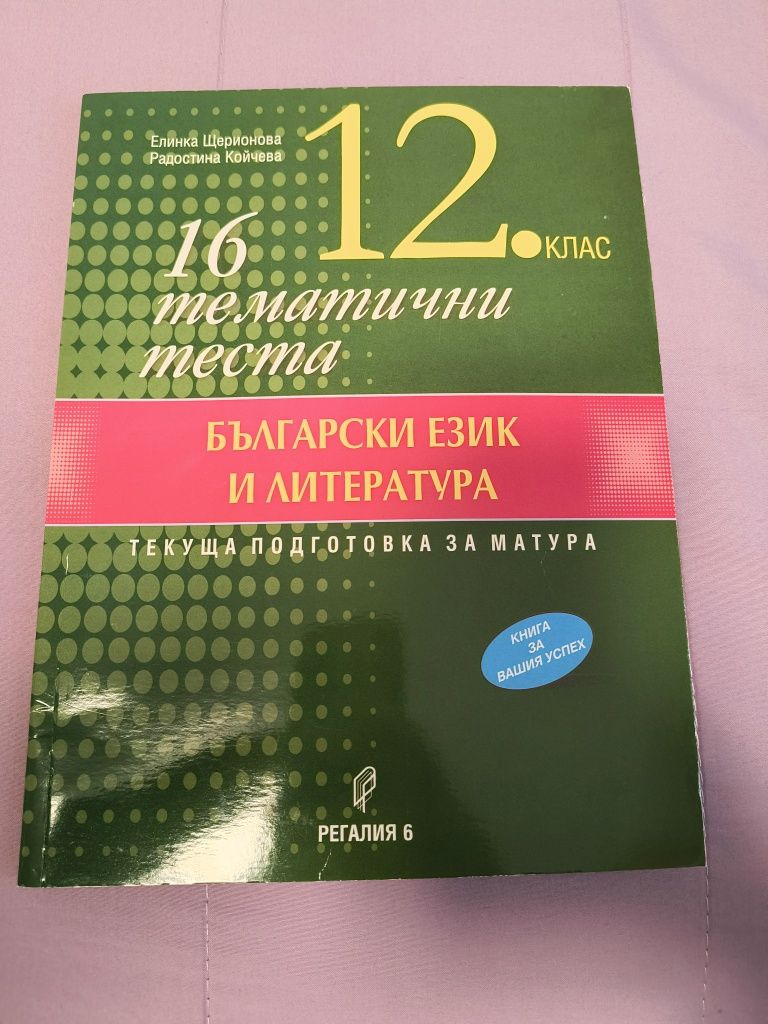 Елинка Щерионова
Радостина Койчева
12. КЛАС
16
тематични
теста
БЪЛГАРСКИ ЕЗИК
И ЛИТЕРАТУРА
ТЕКУЩА ПОДГОТОВКА ЗА МАТУРА
КНИГА
ЗА
ВАШИЯ УСПЕХ
РЕГАЛИЯ 6